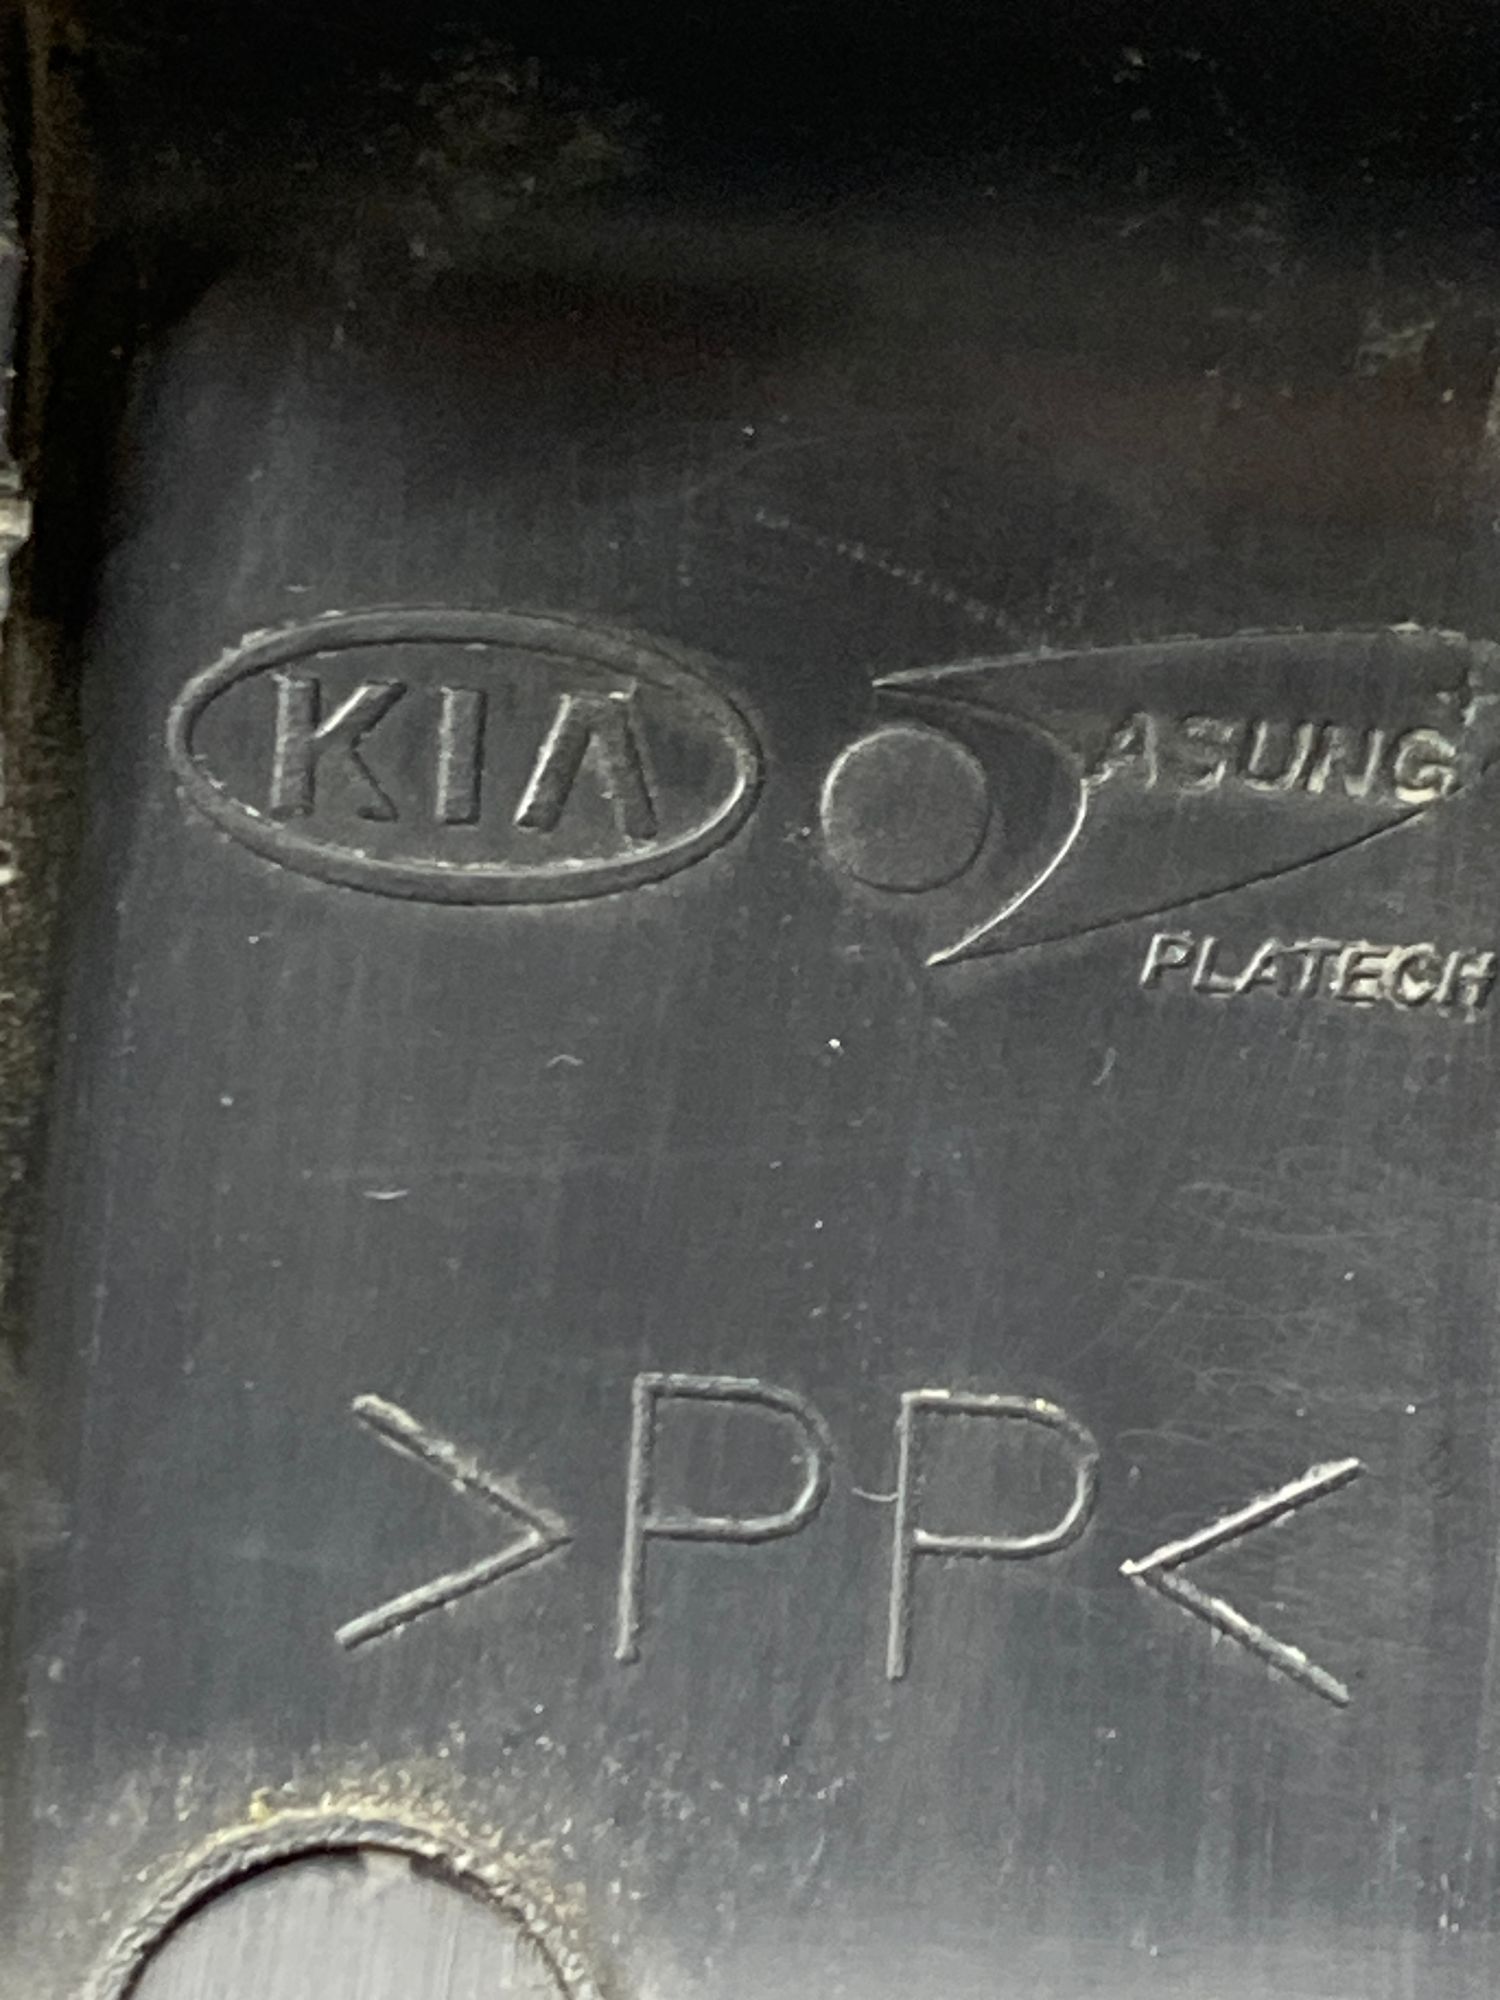 KIA ASUNG
PLATECH
>PP<